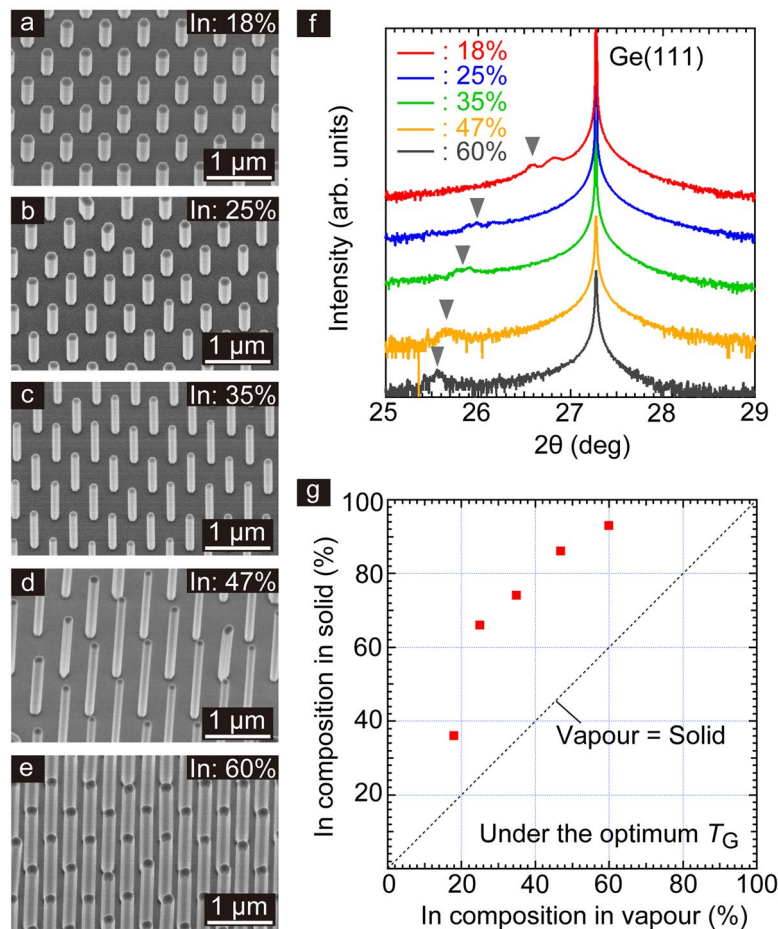 a
In: 18%
1 µm
b
In: 25%
1 µm
c
In: 35%
1 µm
d
In: 47%
1 µm
e
In: 60%
1 µm
f
: 18%
: 25%
: 35%
: 47%
: 60%
Ge(111)
Intensity (arb. units)
25 26 27 28 29
2θ (deg)
g
100
80
60
40
20
0 20 40 60 80 100
In composition in solid (%)
Vapour = Solid
Under the optimum TG
In composition in vapour (%)